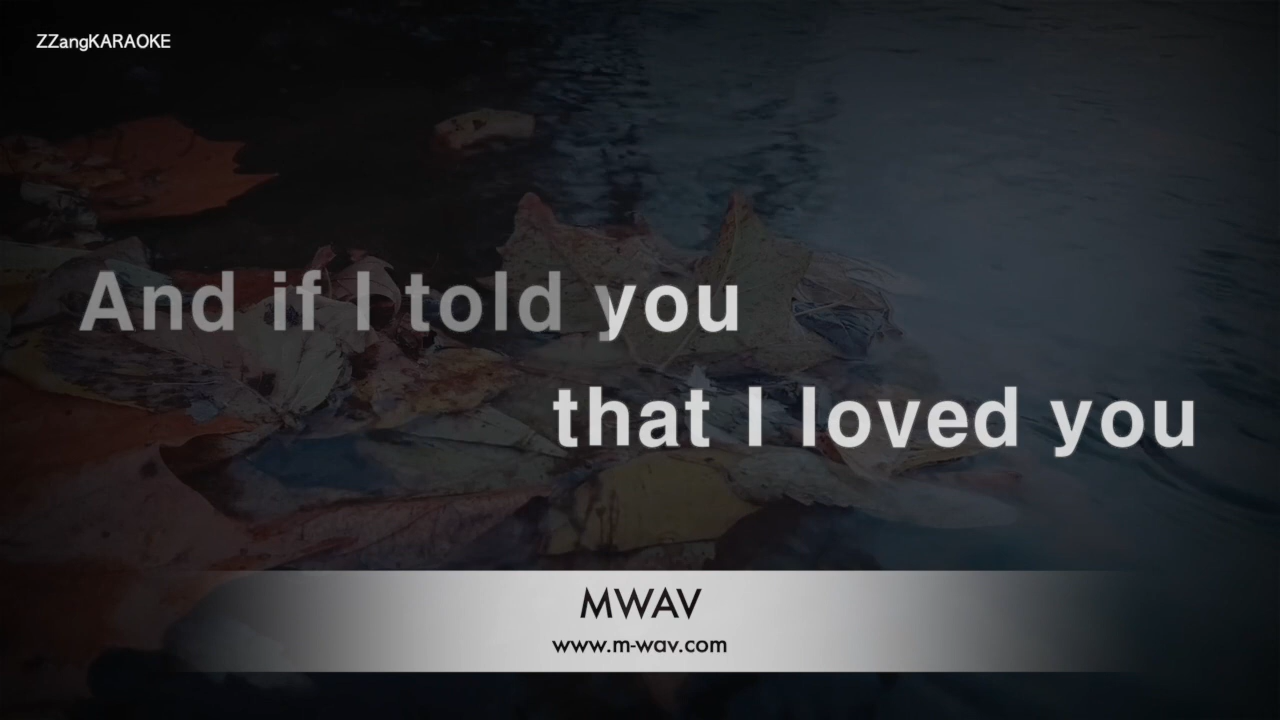 ZZangKARAOKE
And if I told you
that I loved you
MWAV
www.m-wav.com